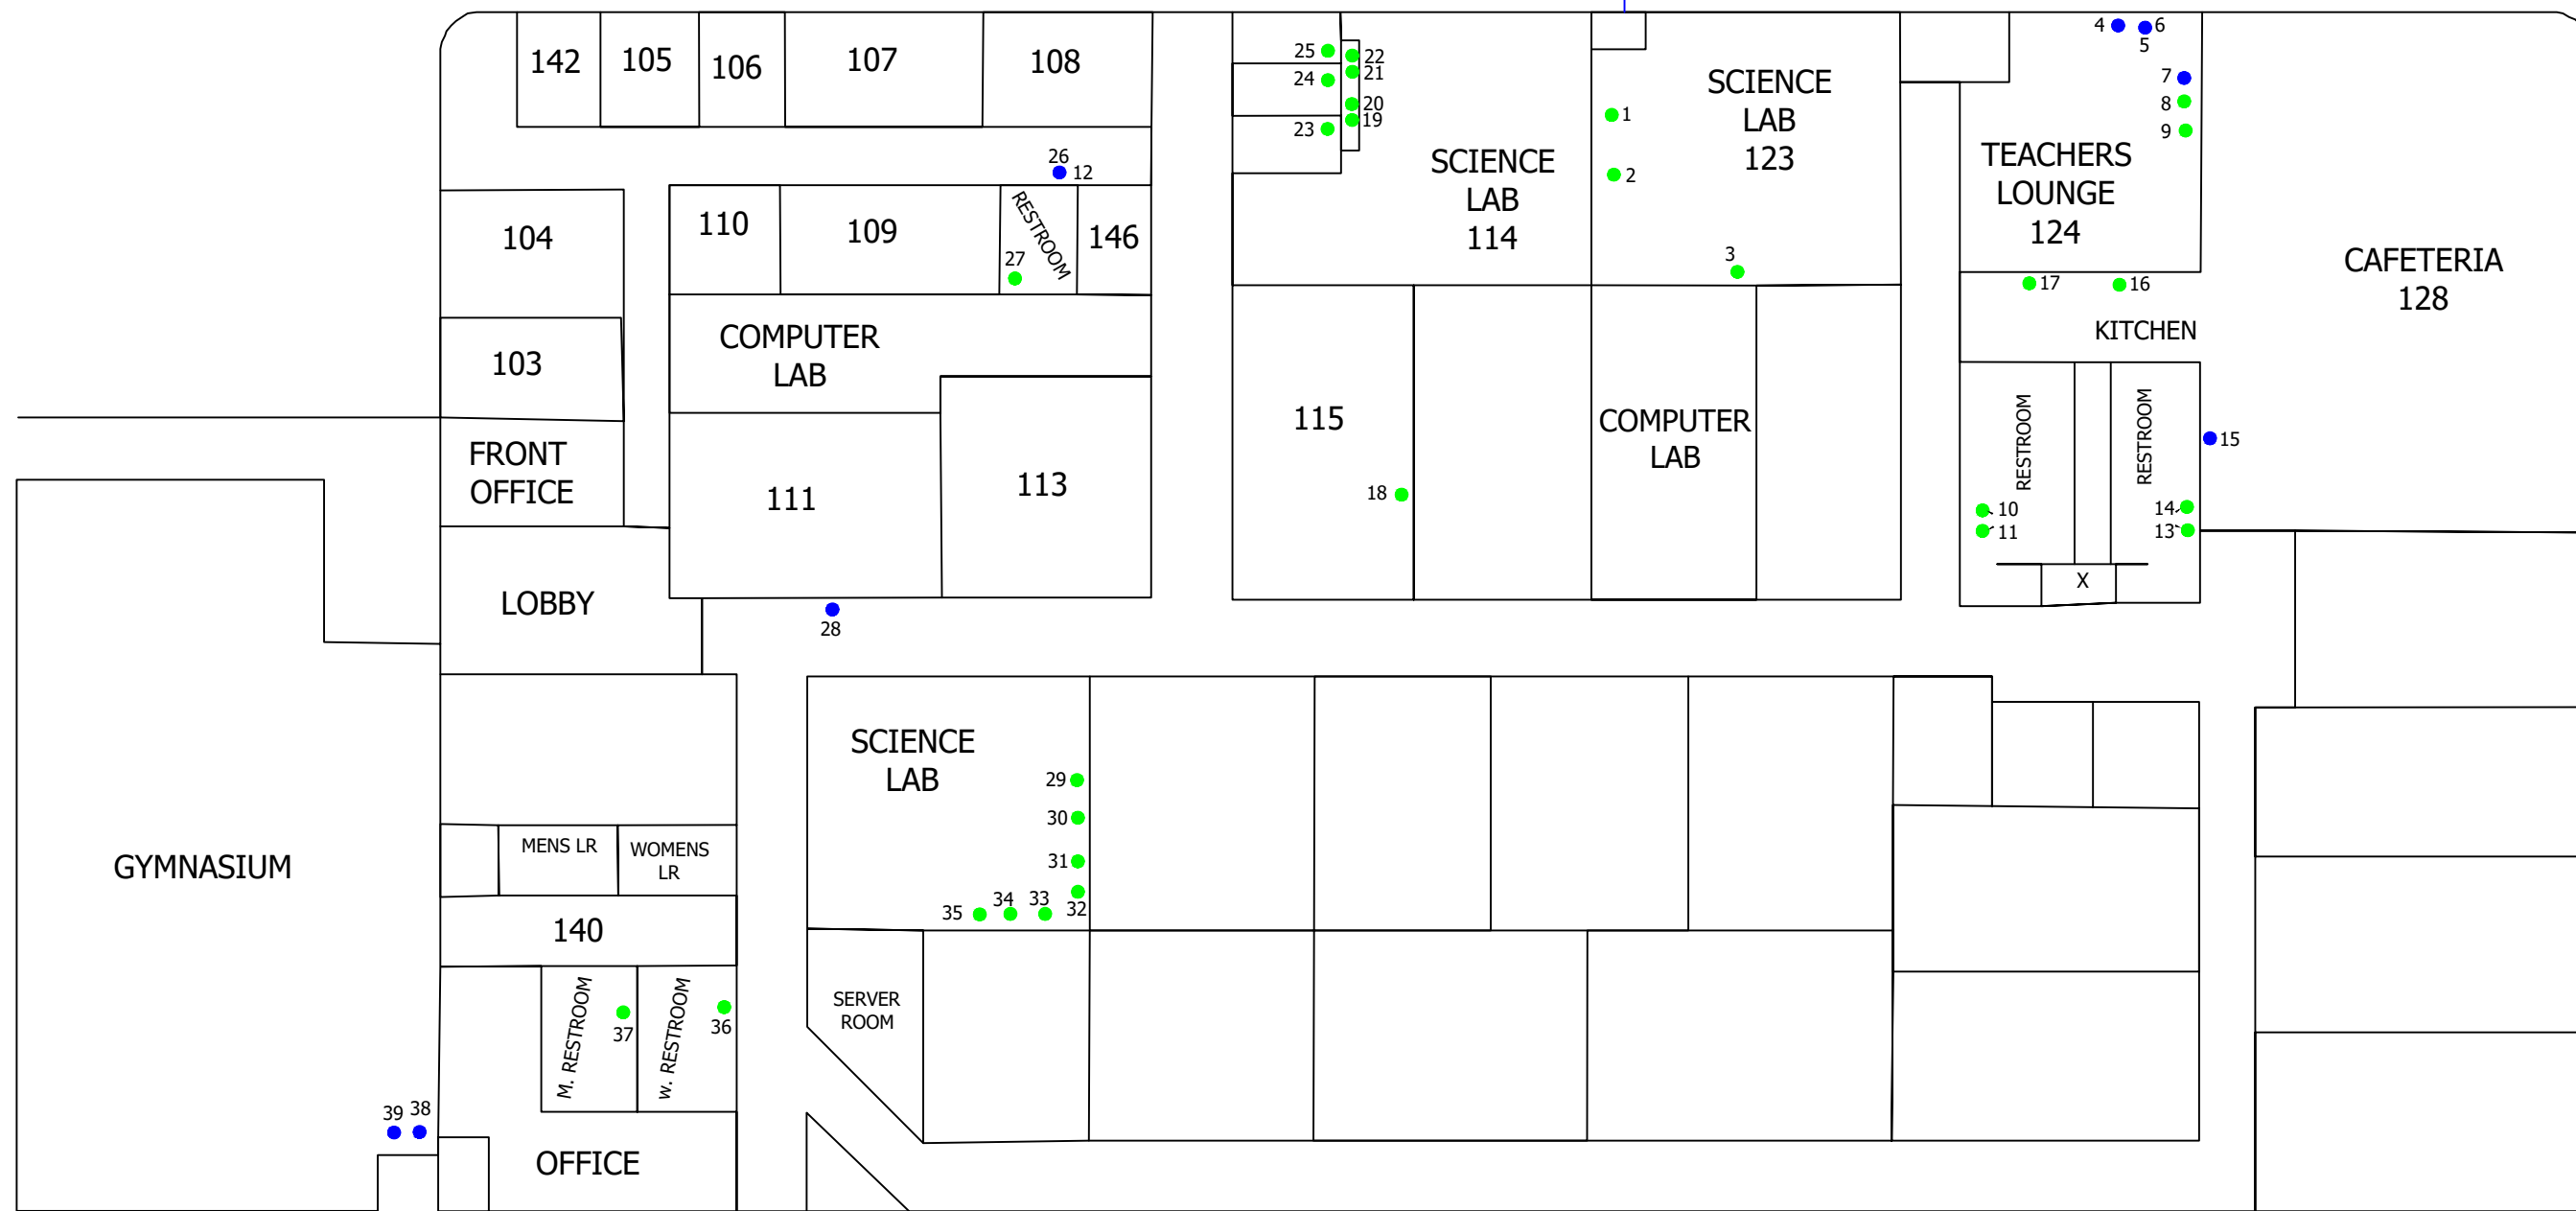 142
105
106
107
108
26
12
104
110
109
RESTROOM
146
27
103
COMPUTER
LAB
FRONT
OFFICE
111
113
LOBBY
28
25
24
23
22
21
20
19
SCIENCE
LAB
114
1
2
3
SCIENCE
LAB
123
115
18
COMPUTER
LAB
4
6
5
7
8
9
TEACHERS
LOUNGE
124
17
16
KITCHEN
CAFETERIA
128
RESTROOM
RESTROOM
15
10
11
14
13
X
GYMNASIUM
MENS LR
WOMENS
LR
140
M. RESTROOM
37
w. RESTROOM
36
39
38
OFFICE
SCIENCE
LAB
29
30
31
32
33
34
35
SERVER
ROOM